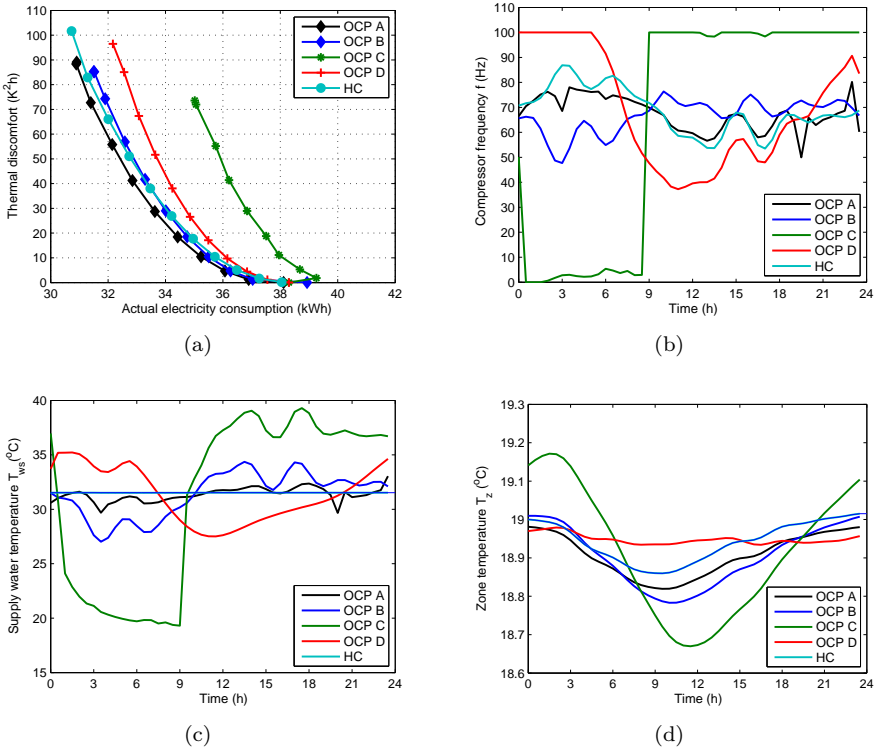 110
100
90
80
70
60
50
40
30
20
10
0
30 32 34 36 38 40 42
Thermal discomfort (K²h)
Actual electricity consumption (kWh)
OCP A
OCP B
OCP C
OCP D
HC
(a)
110
100
90
80
70
60
50
40
30
20
10
0
0 3 6 9 12 15 18 21 24
Compressor frequency f (Hz)
Time (h)
OCP A
OCP B
OCP C
OCP D
HC
(b)
40
35
30
25
20
15
0 3 6 9 12 15 18 21 24
Supply water temperature Tws(°C)
Time (h)
OCP A
OCP B
OCP C
OCP D
HC
(c)
19.3
19.2
19.1
19
18.9
18.8
18.7
18.6
0 3 6 9 12 15 18 21 24
Zone temperature Tz (°C)
Time (h)
OCP A
OCP B
OCP C
OCP D
HC
(d)